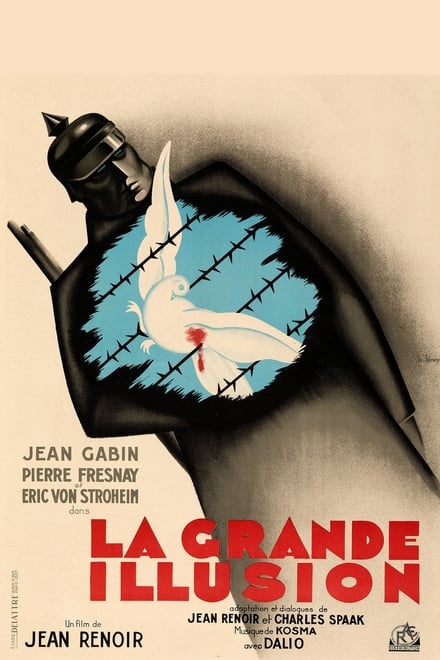 JEAN GABIN
PIERRE FRESNAY
et
ERIC VON STROHEIM
dans
LA GRANDE
ILLUSION
Un film de
JEAN RENOIR
adaptation et dialogues de
JEAN RENOIR et CHARLES SPAAK
Musique de KOSMA
avec DALIO
DELATTRE